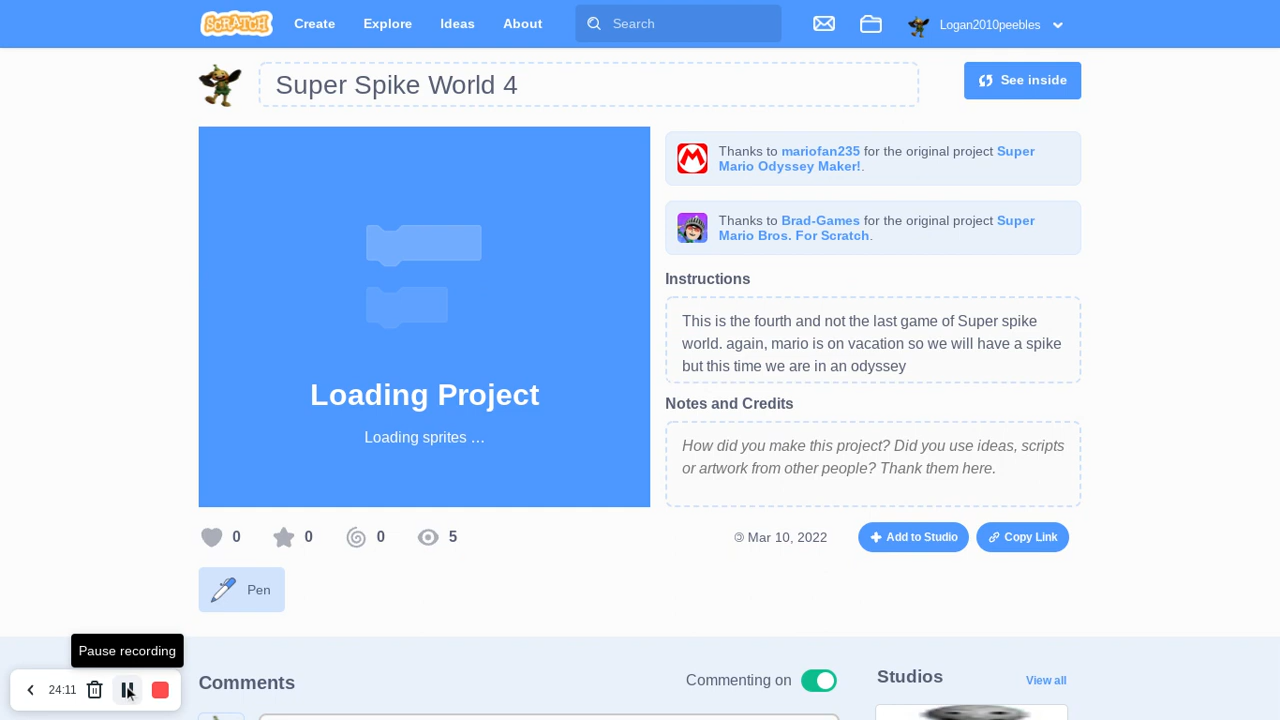 SCRATCH Create Explore Ideas About Search Logan2010peebles
Super Spike World 4
See inside
Thanks to mariofan235 for the original project Super
Mario Odyssey Maker!.
Thanks to Brad-Games for the original project Super
Mario Bros. For Scratch.
Instructions
This is the fourth and not the last game of Super spike
world. again, mario is on vacation so we will have a spike
but this time we are in an odyssey
Loading Project
Loading sprites …
Notes and Credits
How did you make this project? Did you use ideas, scripts
or artwork from other people? Thank them here.
0 0 0 5
Mar 10, 2022 Add to Studio Copy Link
Pen
Pause recording
24:11
Comments
Commenting on
Studios
View all